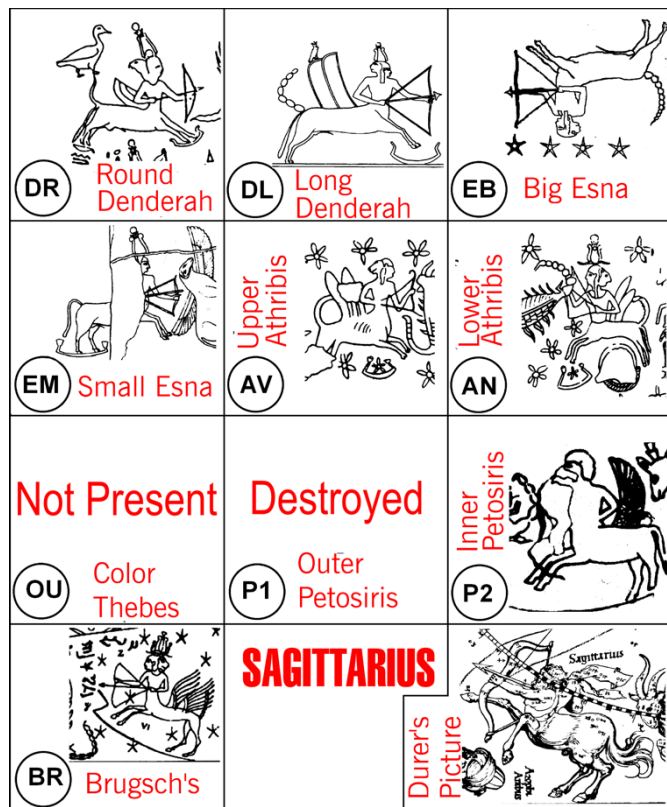 DR
Round
Denderah
DL
Long
Denderah
EB
Big Esna
EM
Small Esna
Upper
Athribis
AV
Lower
Athribis
AN
Not Present
OU
Color
Thebes
Destroyed
P1
Outer
Petosiris
Inner
Petosiris
P2
VI
BR
Brugsch's
SAGITTARIUS
Durer's
Picture
Sagittarius